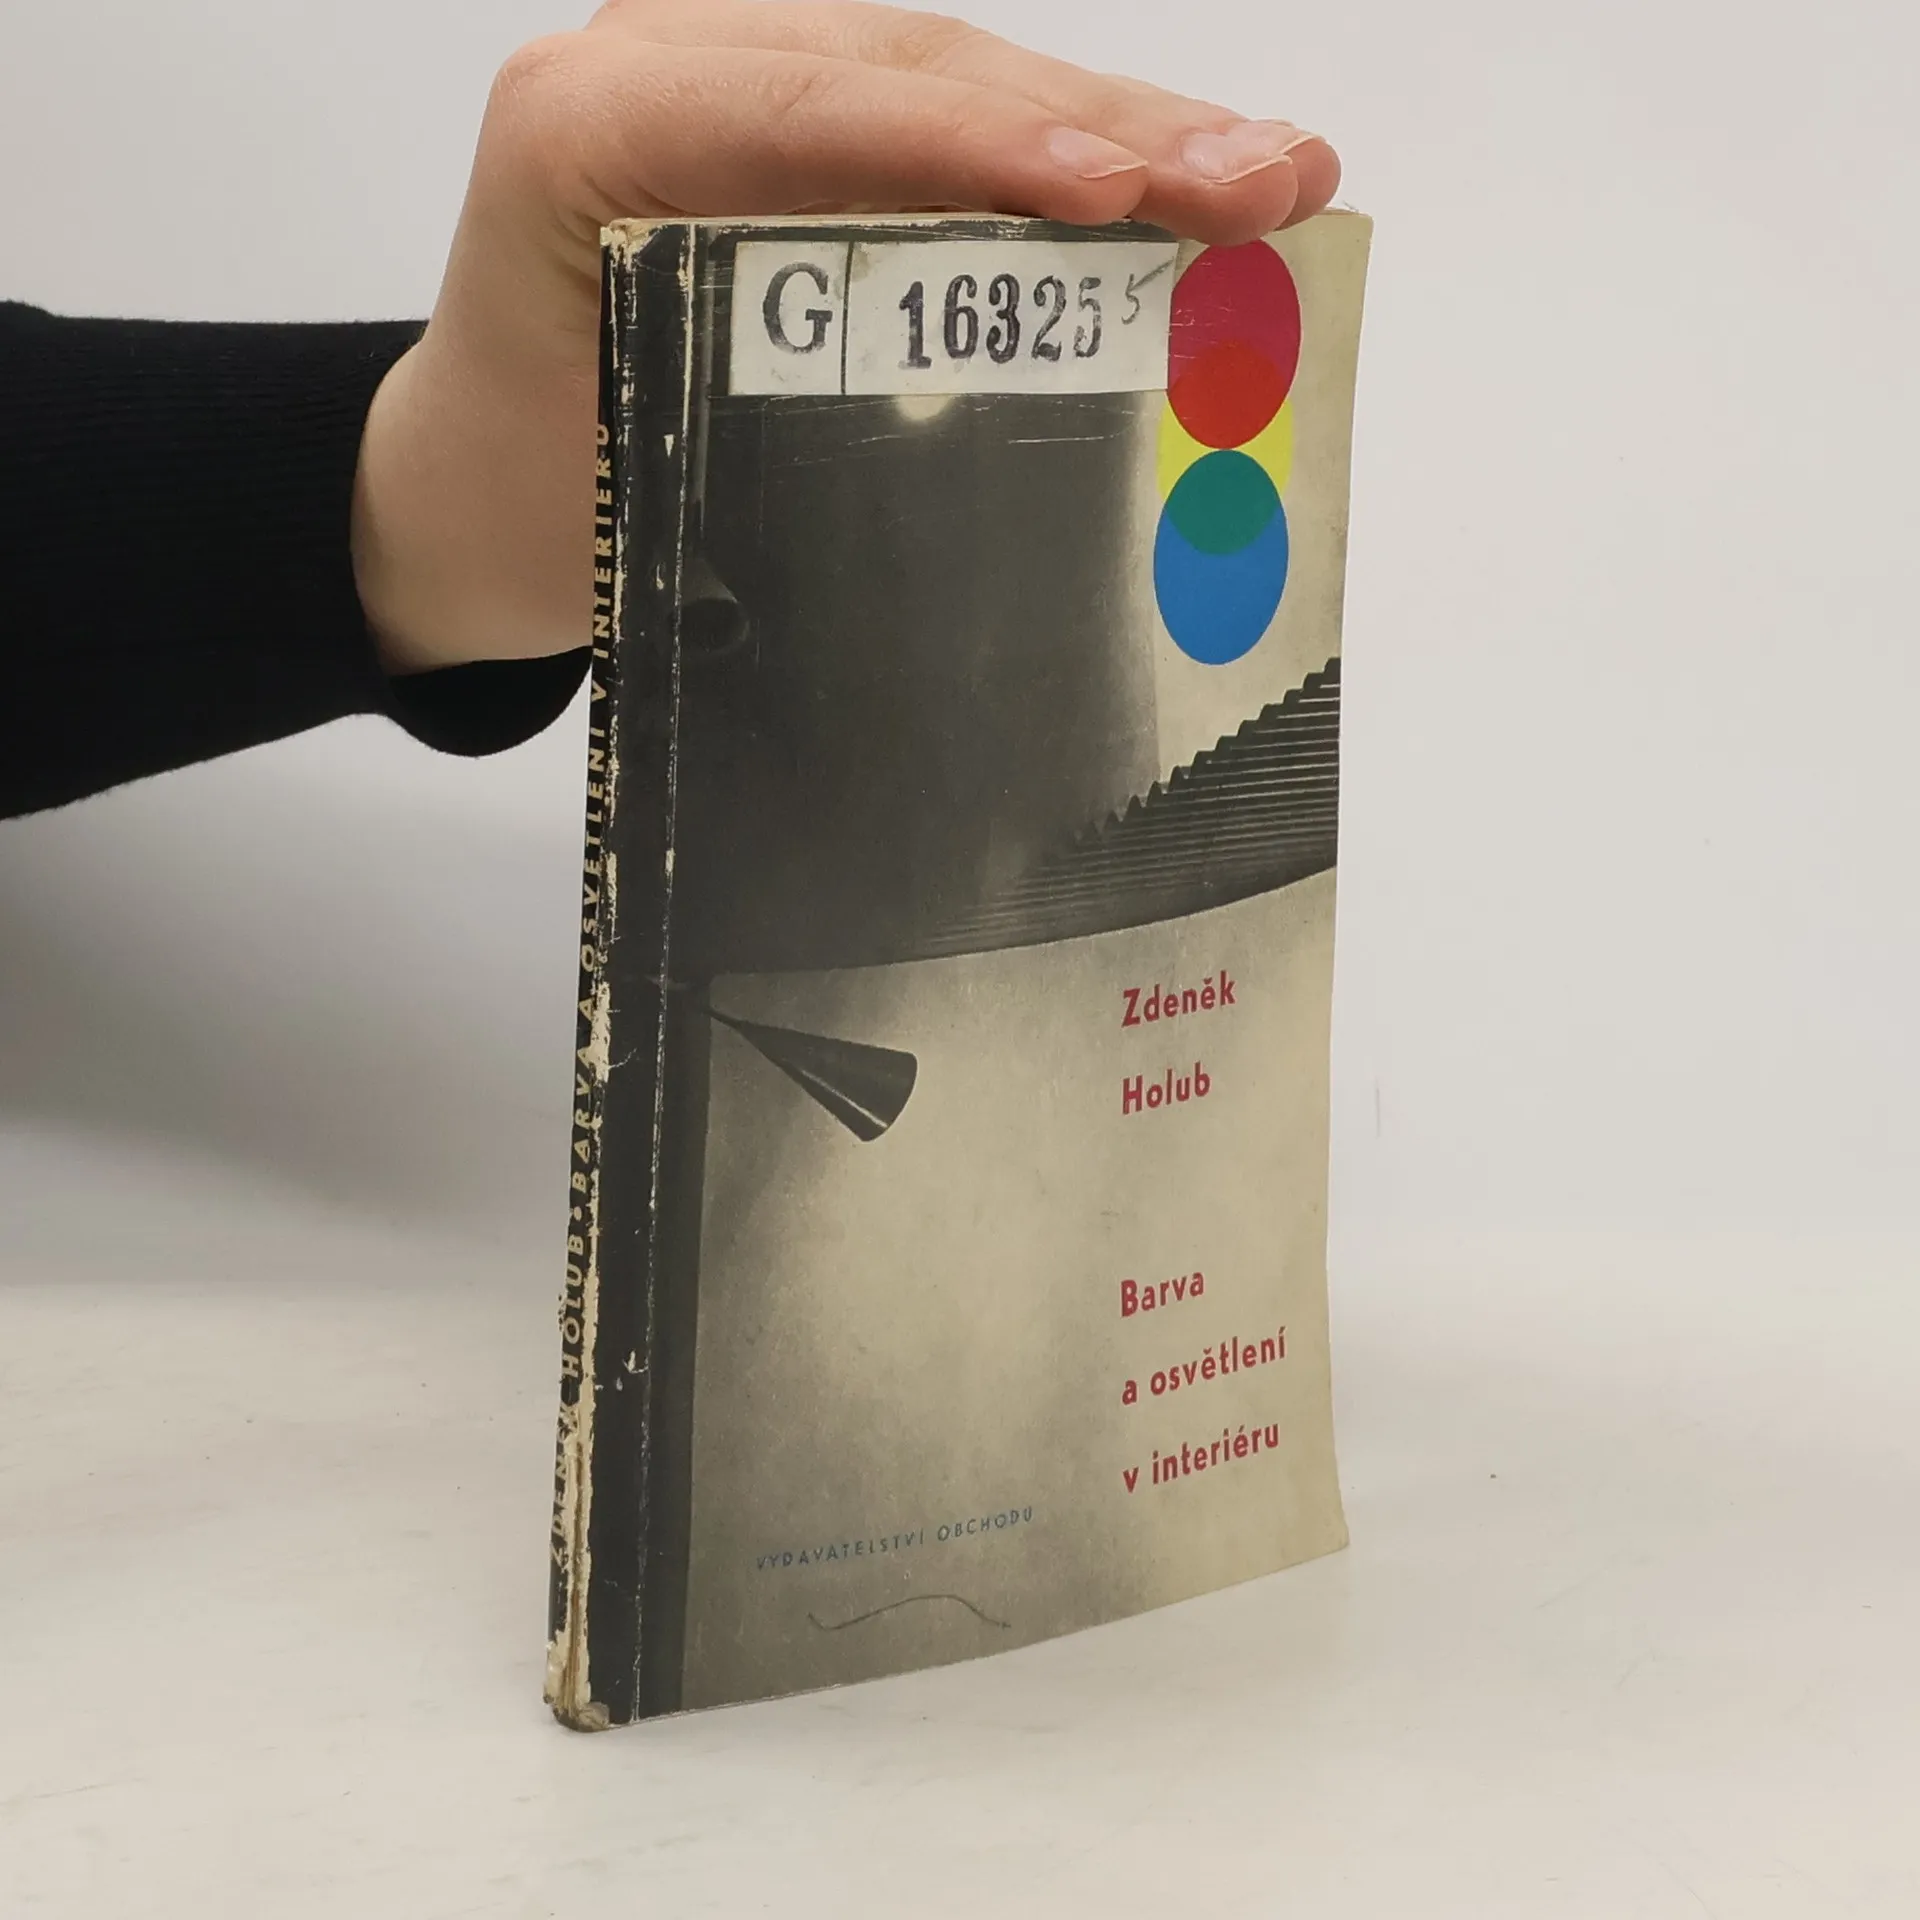 G 16325 5
Zdeněk
Holub
Barva
a osvětlení
v interiéru
VYDAVATELSTVÍ OBCHODU
ZDENĚK HOLUB • BARVA A OSVĚTLENÍ V INTERIÉRU